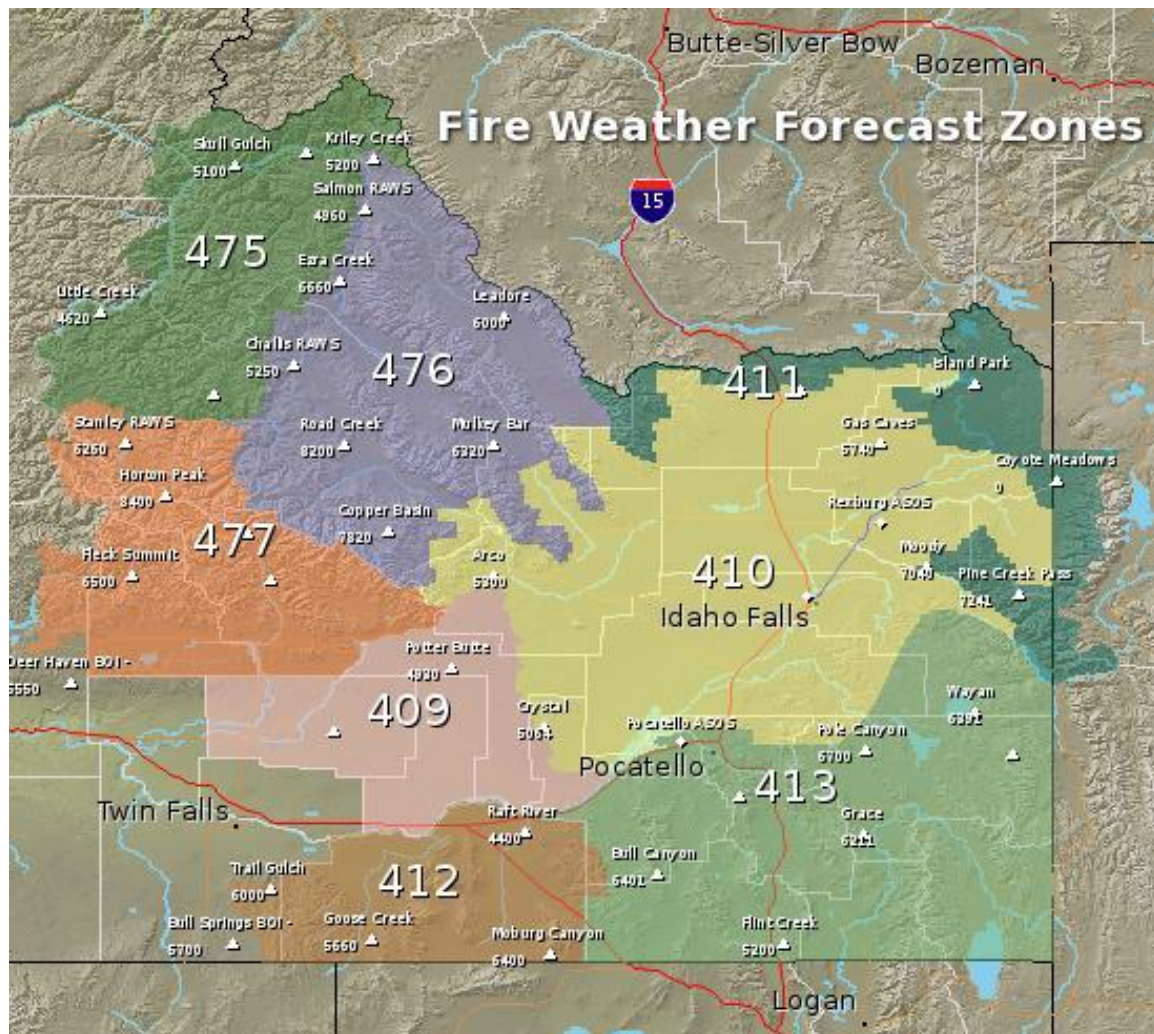 Butte-Silver Bow
Bozeman
Fire Weather Forecast Zones
Skull Gulch
5100
Kriley Creek
5200
Salmon RAWS
4960
15
475
Ezra Creek
6660
Little Creek
4620
Leadore
6000
Challis RAWS
5250
476
411
Island Park
0
Stanley RAWS
6260
Road Creek
8200
Mulkey Bar
6320
Gas Caves
5740
Horton Peak
8400
Coyote Meadows
0
Copper Basin
7820
Rexburg ASOS
477
Fleck Summit
6500
Arco
5300
410
Moody
7040
Pine Creek Pass
7241
Idaho Falls
Deer Haven BOI -
5550
Potter Butte
4930
409
Crystal
5064
Wayan
6391
Pocatello ASOS
Pole Canyon
6700
Pocatello
413
Twin Falls
Raft River
4400
Grace
6211
Trail Gulch
6000
412
Bull Canyon
6401
Bull Springs BOI -
5700
Goose Creek
5660
Moburg Canyon
6400
Flint Creek
5200
Logan